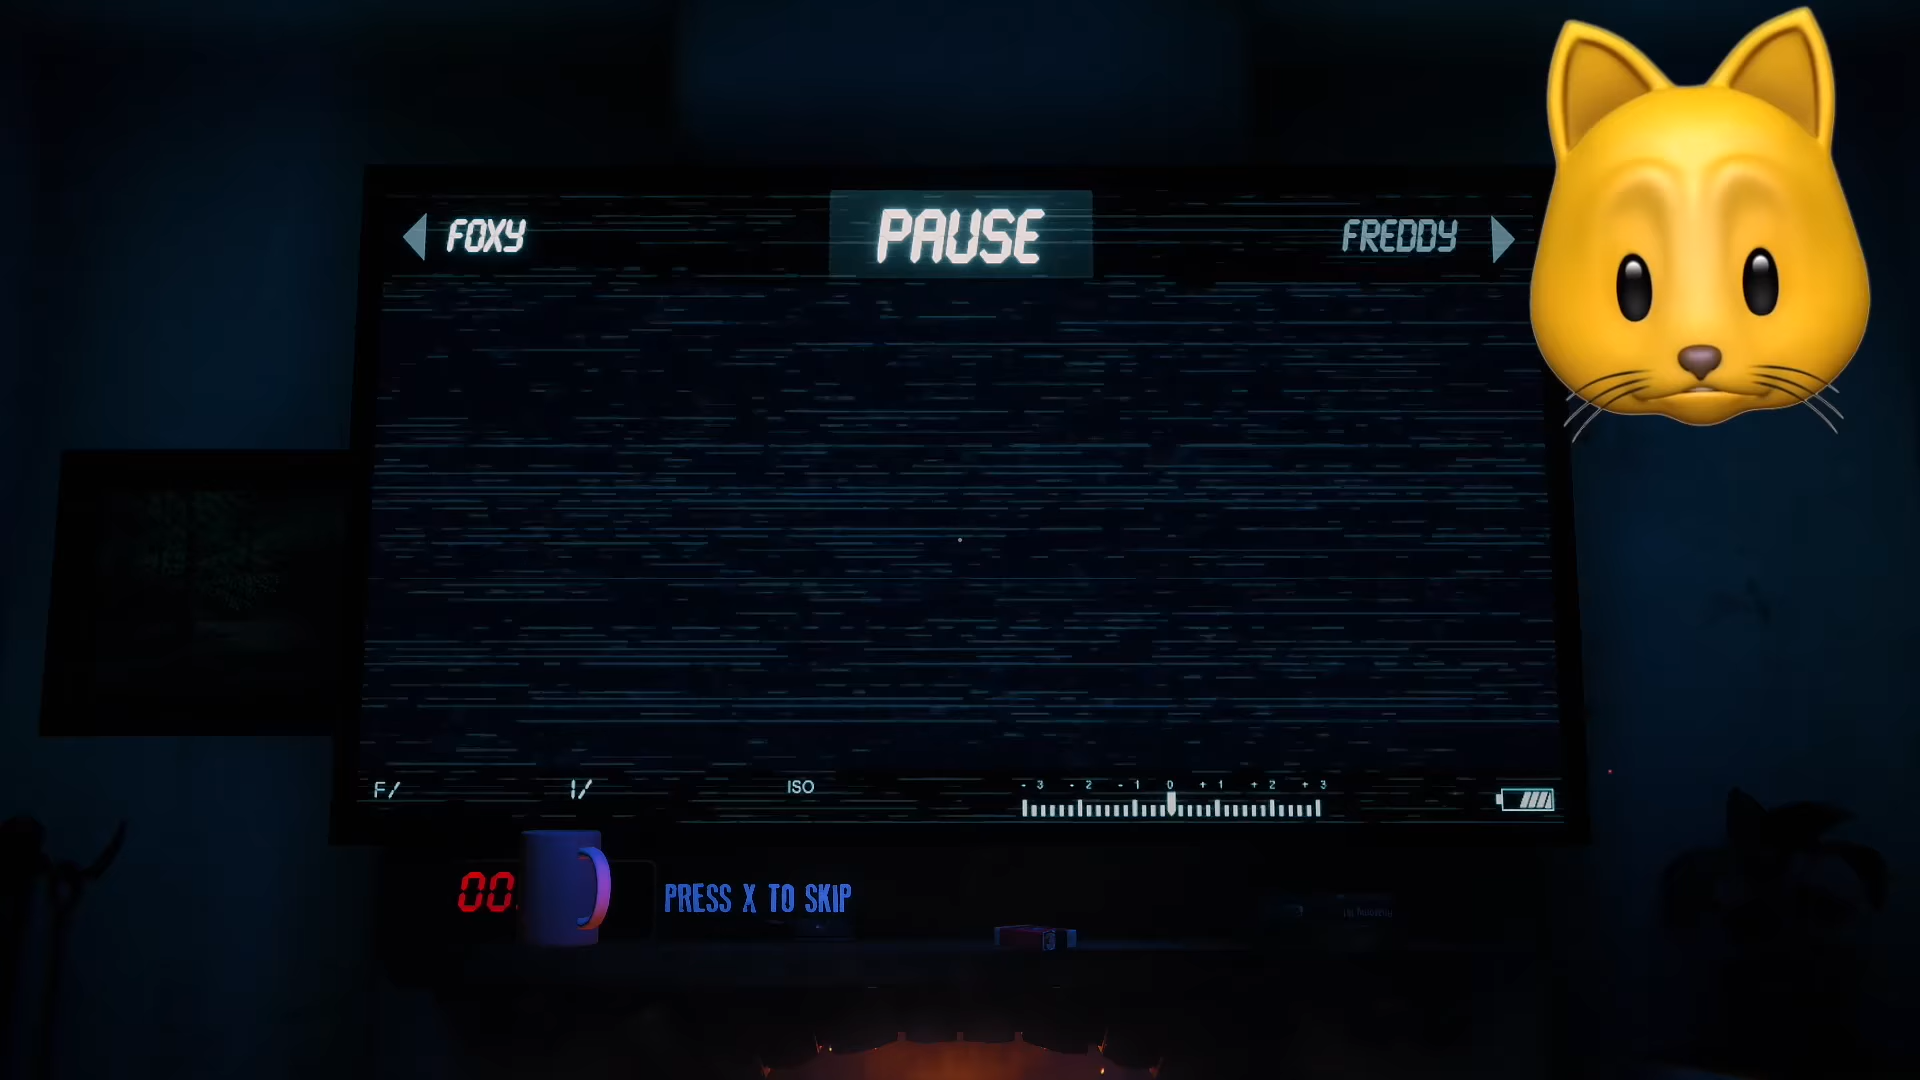 FOXY
PAUSE
FREDDY
F/
1/
ISO
- 3 - 2 - 1 0 + 1 + 2 + 3
00
PRESS X TO SKIP